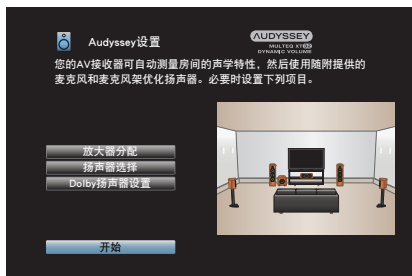 Audyssey设置
AUDYSSEY
MULTEQ XT32
DYNAMIC VOLUME
您的AV接收器可自动测量房间的声学特性，然后使用随附提供的
麦克风和麦克风架优化扬声器。必要时设置下列项目。
放大器分配
扬声器选择
Dolby扬声器设置
开始